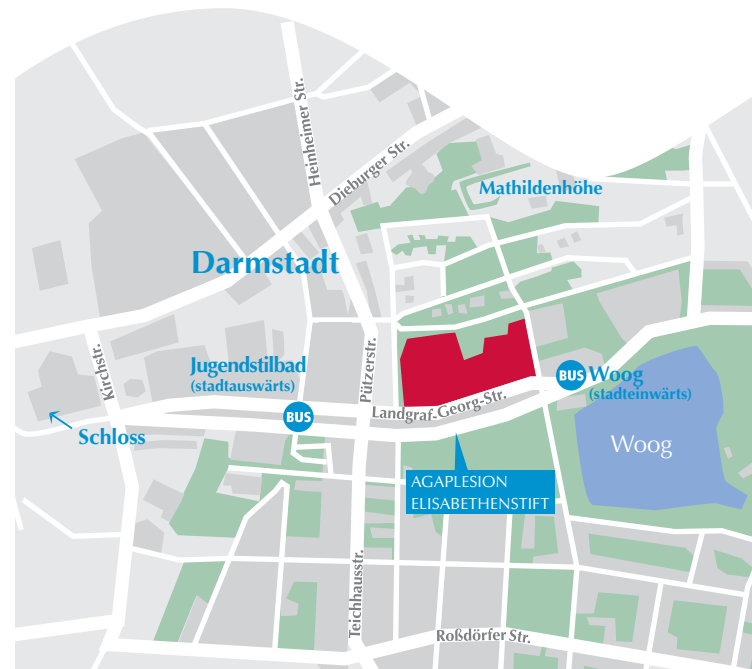 Heinheimer Str.
Dieburger Str.
Mathildenhöhe
Darmstadt
Kirchstr.
Jugendstilbad
(stadtauswärts)
BUS
Pützerstr.
BUS
Woog
(stadteinwärts)
Landgraf-Georg-Str.
Schloss
Woog
AGAPLESION
ELISABETHENSTIFT
Teichhausstr.
Roßdörfer Str.